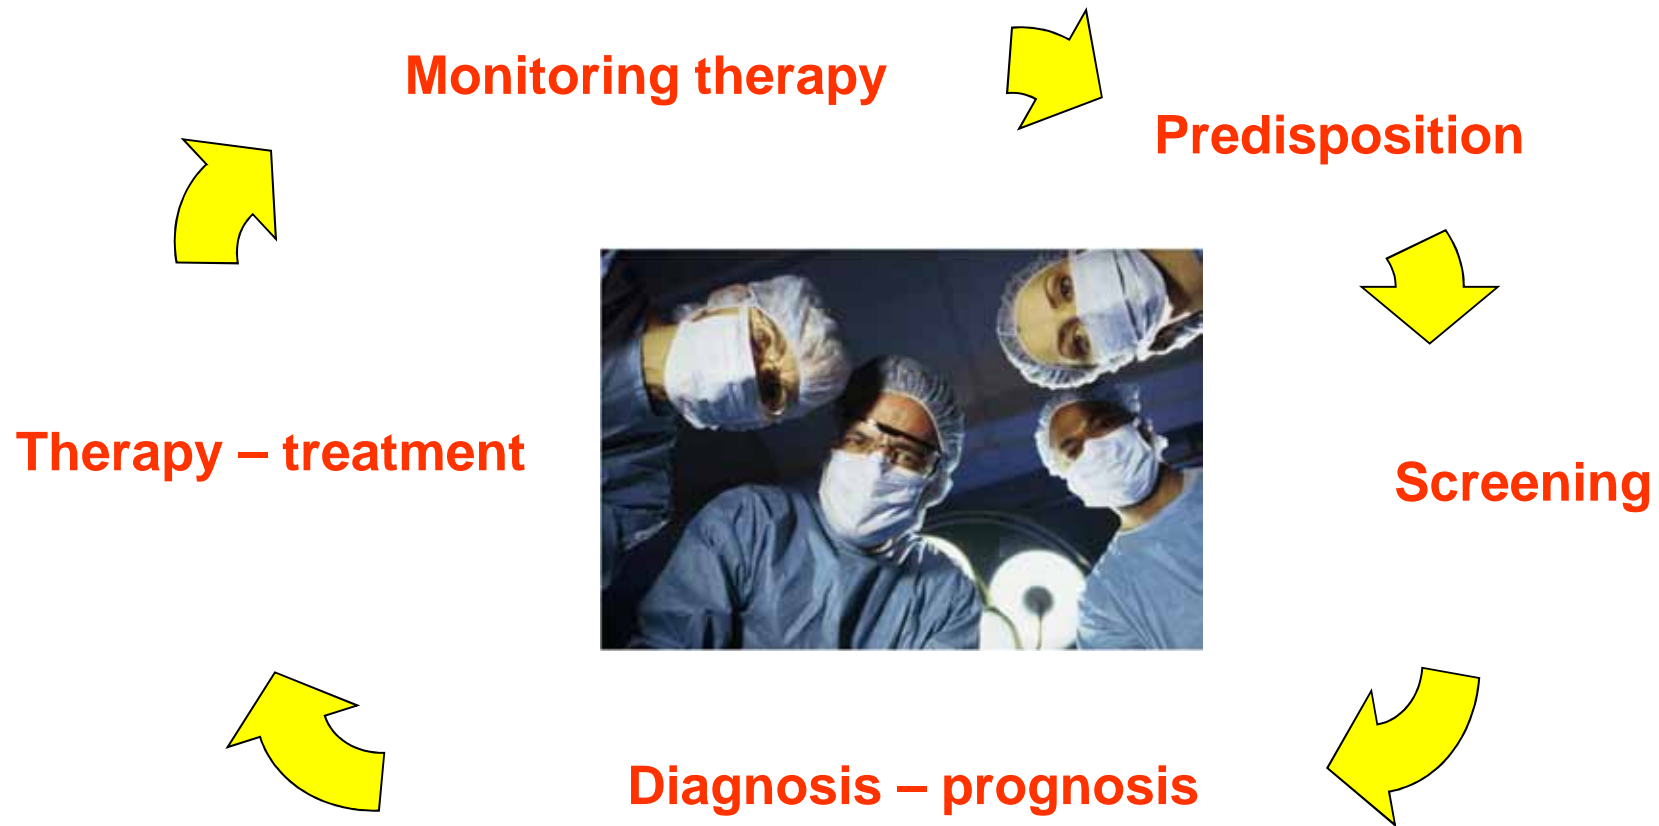 Monitoring therapy
Predisposition
Therapy – treatment
Screening
Diagnosis – prognosis